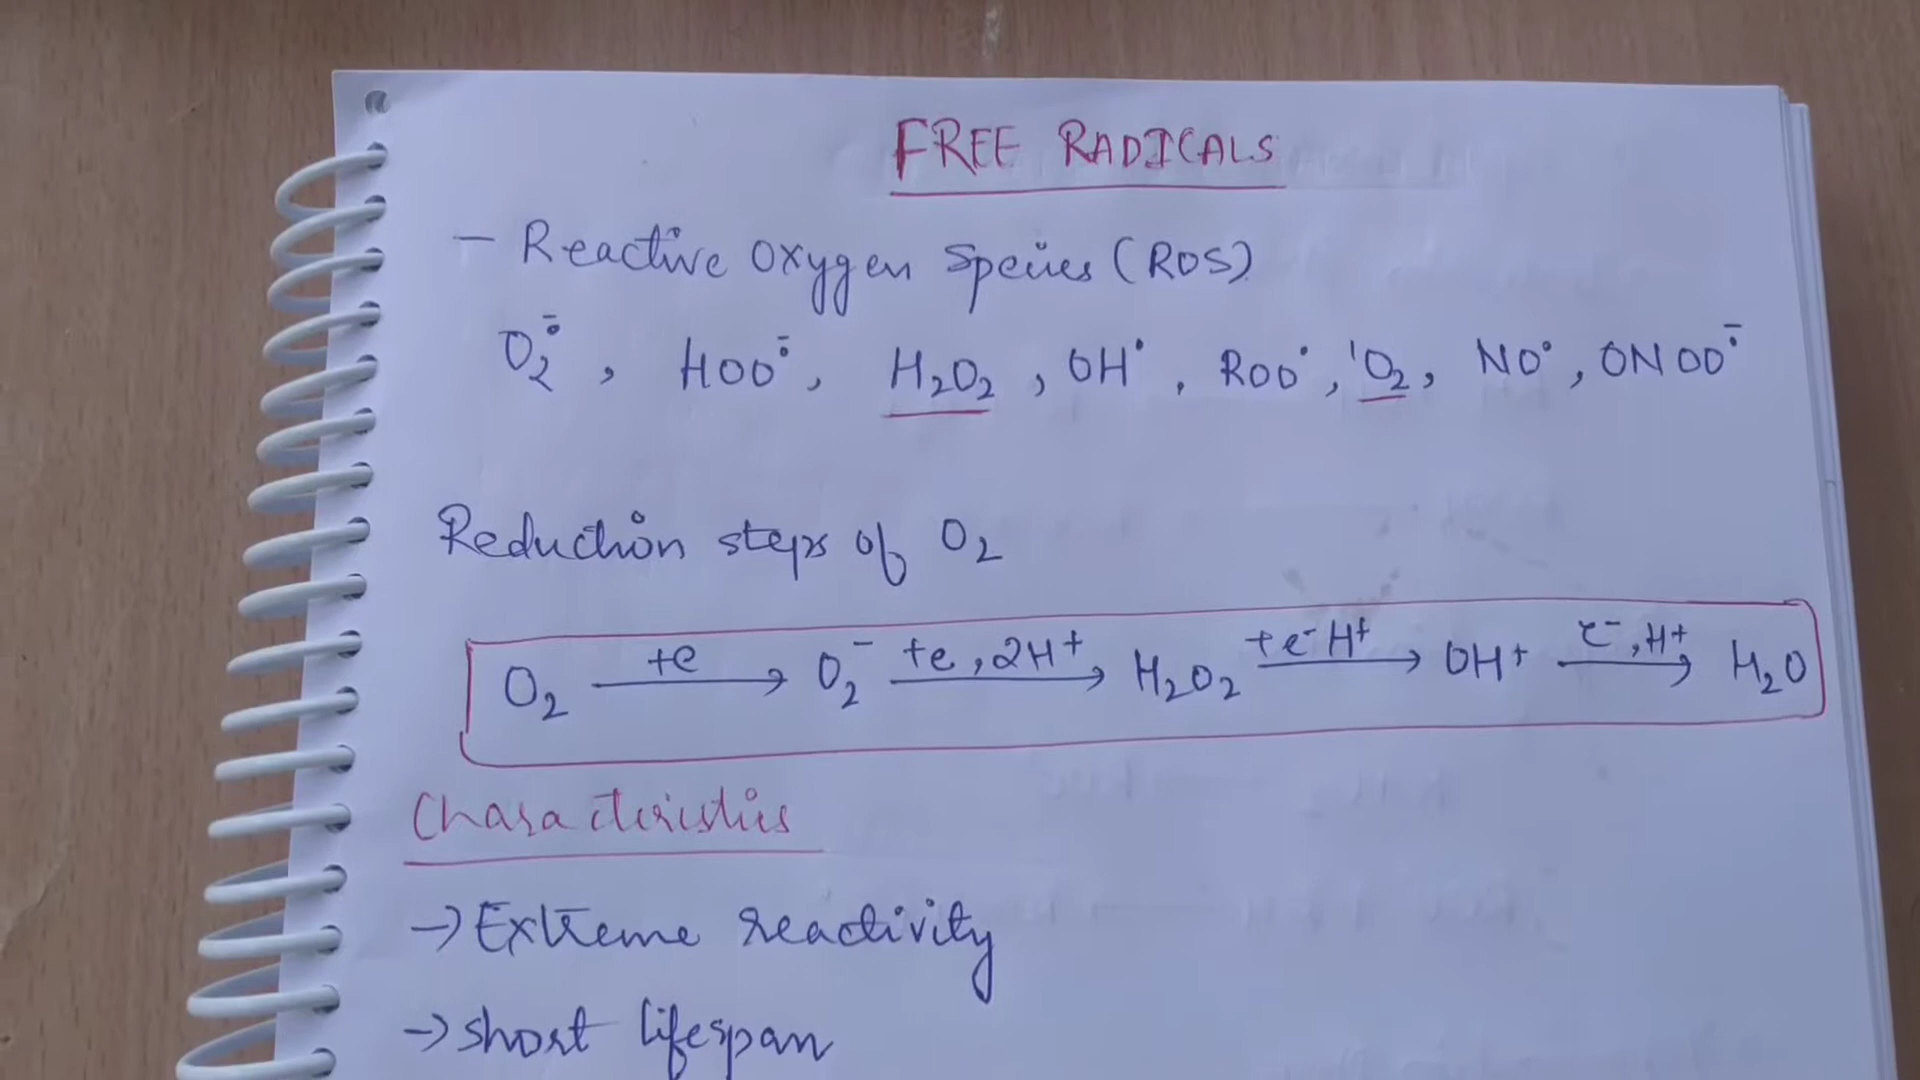 FREE RADICALS
- Reactive oxygen species (ROS)
O₂⁻•, HOO⁻•, H₂O₂, OH•, ROO•, ¹O₂, NO•, ONOO⁻•
Reduction steps of O₂
O₂ +e → O₂⁻ +e, 2H+ → H₂O₂ +e⁻ H+ → OH+ e⁻, H+ → H₂O
Characteristics
→ Extreme reactivity
→ short lifespan